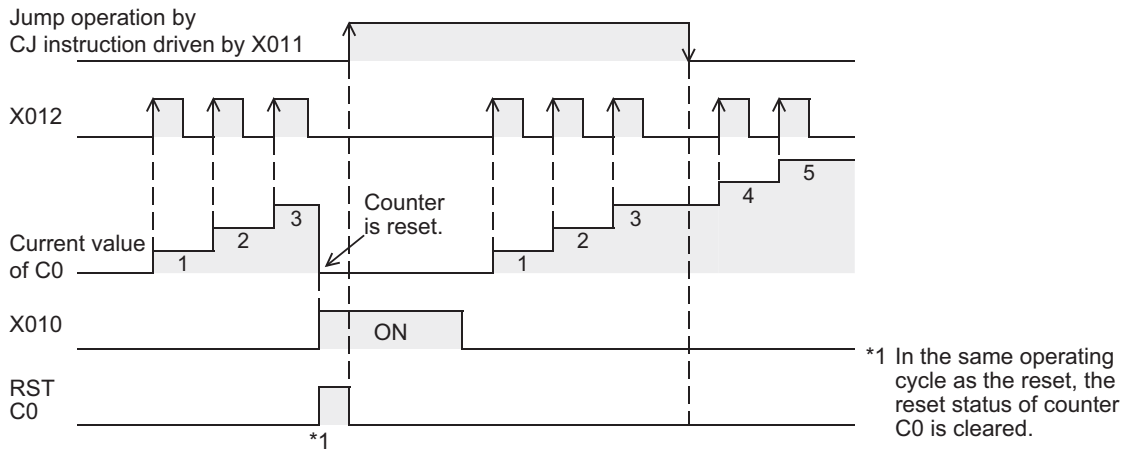 Jump operation by
CJ instruction driven by X011
X012
Counter
is reset.
Current value
of C0
1
2
3
1
2
3
4
5
X010
ON
RST
C0
*1
*1 In the same operating
cycle as the reset, the
reset status of counter
C0 is cleared.